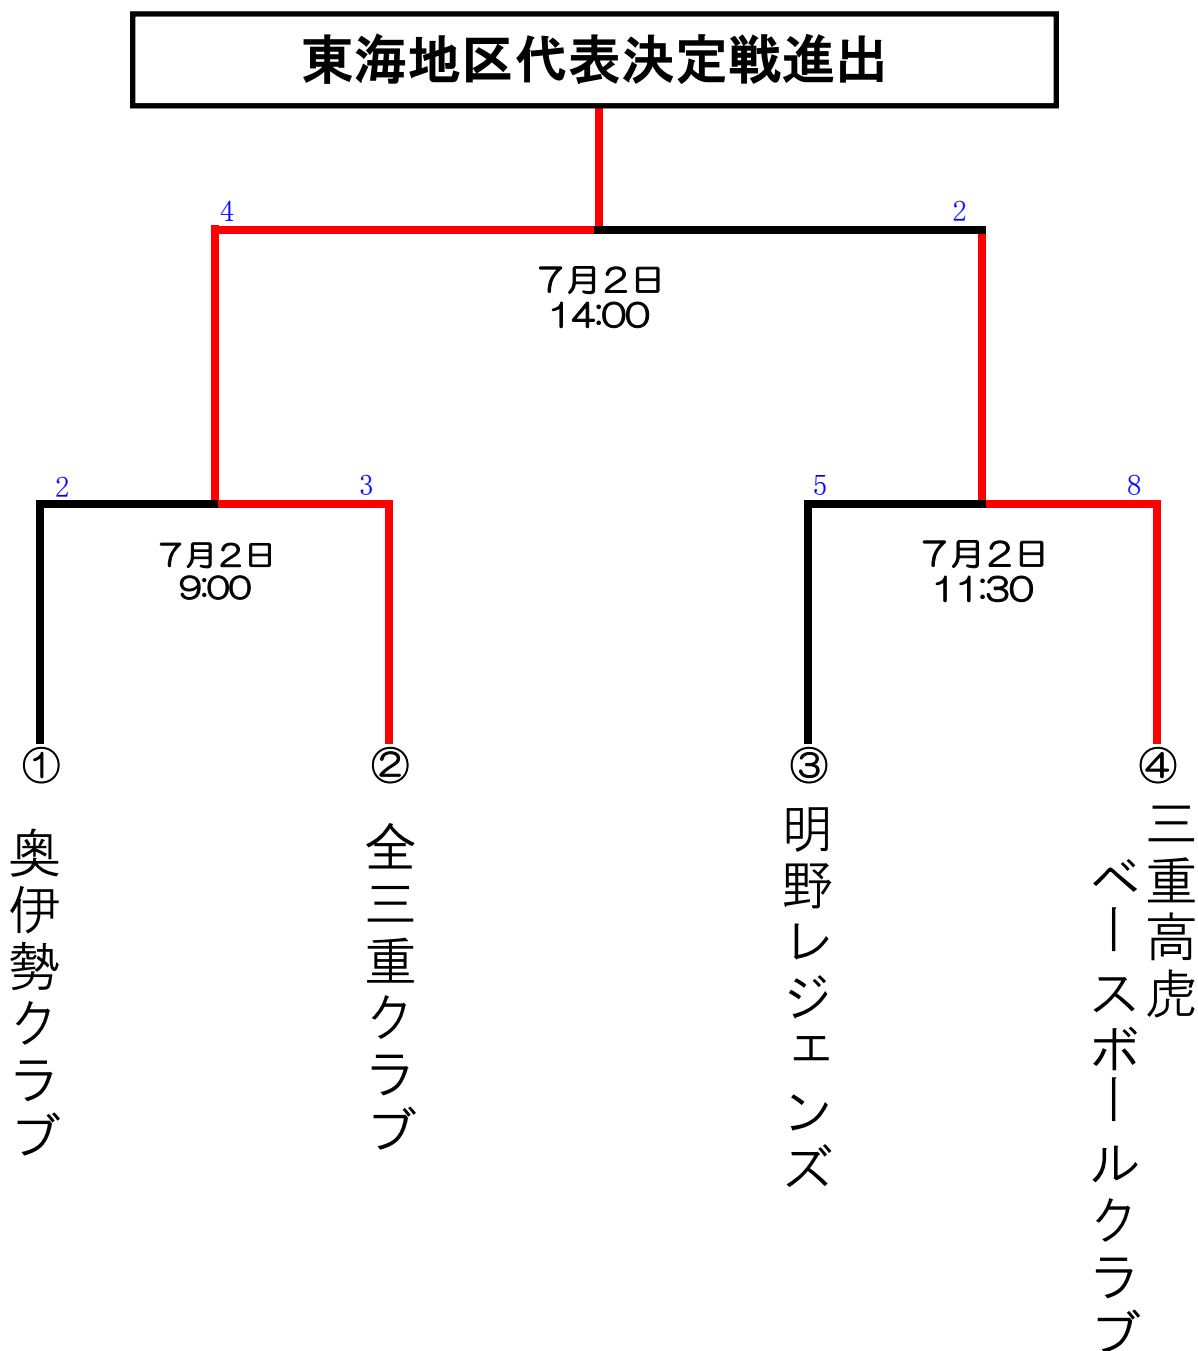 東海地区代表決定戦進出
4
2
７月２日
14:00
2
3
5
8
７月２日
9:00
７月２日
11:30
①
②
③
④
奥伊勢クラブ
全三重クラブ
明野レジェンズ
三重高虎
ベースボールクラブ